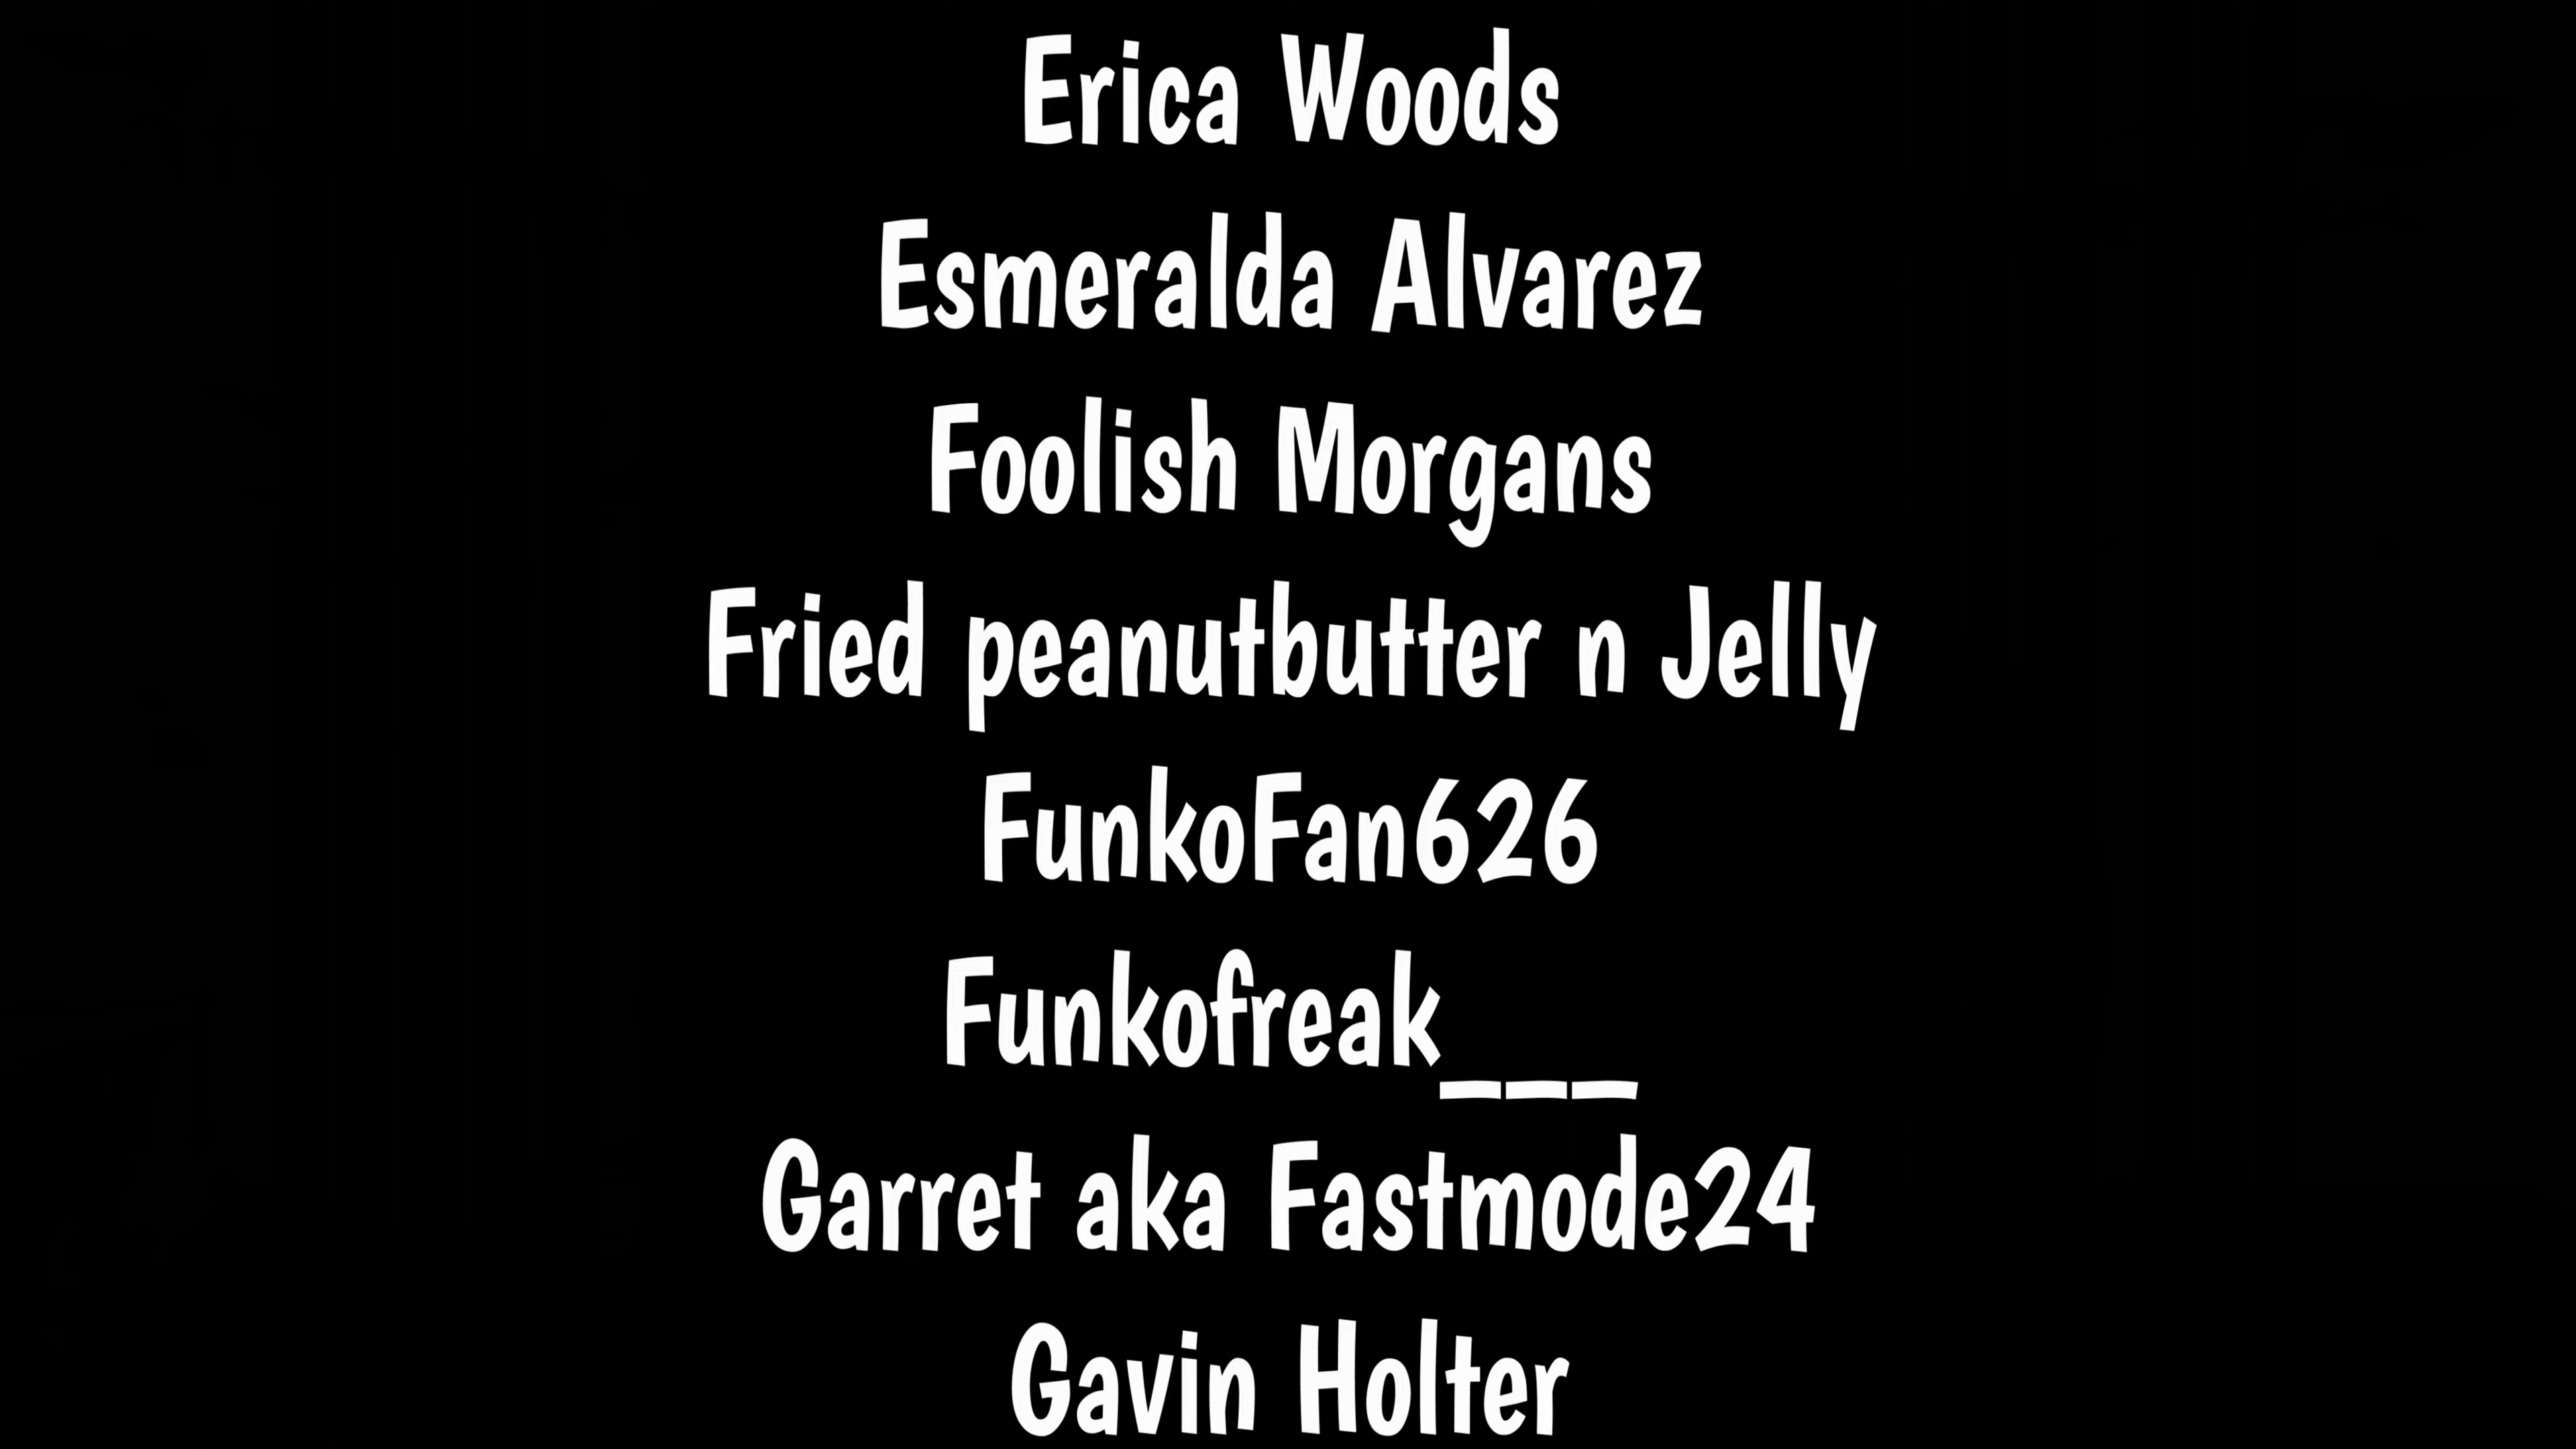 Erica Woods
Esmeralda Alvarez
Foolish Morgans
Fried peanutbutter n Jelly
FunkoFan626
Funkofreak___
Garret aka Fastmode24
Gavin Holter